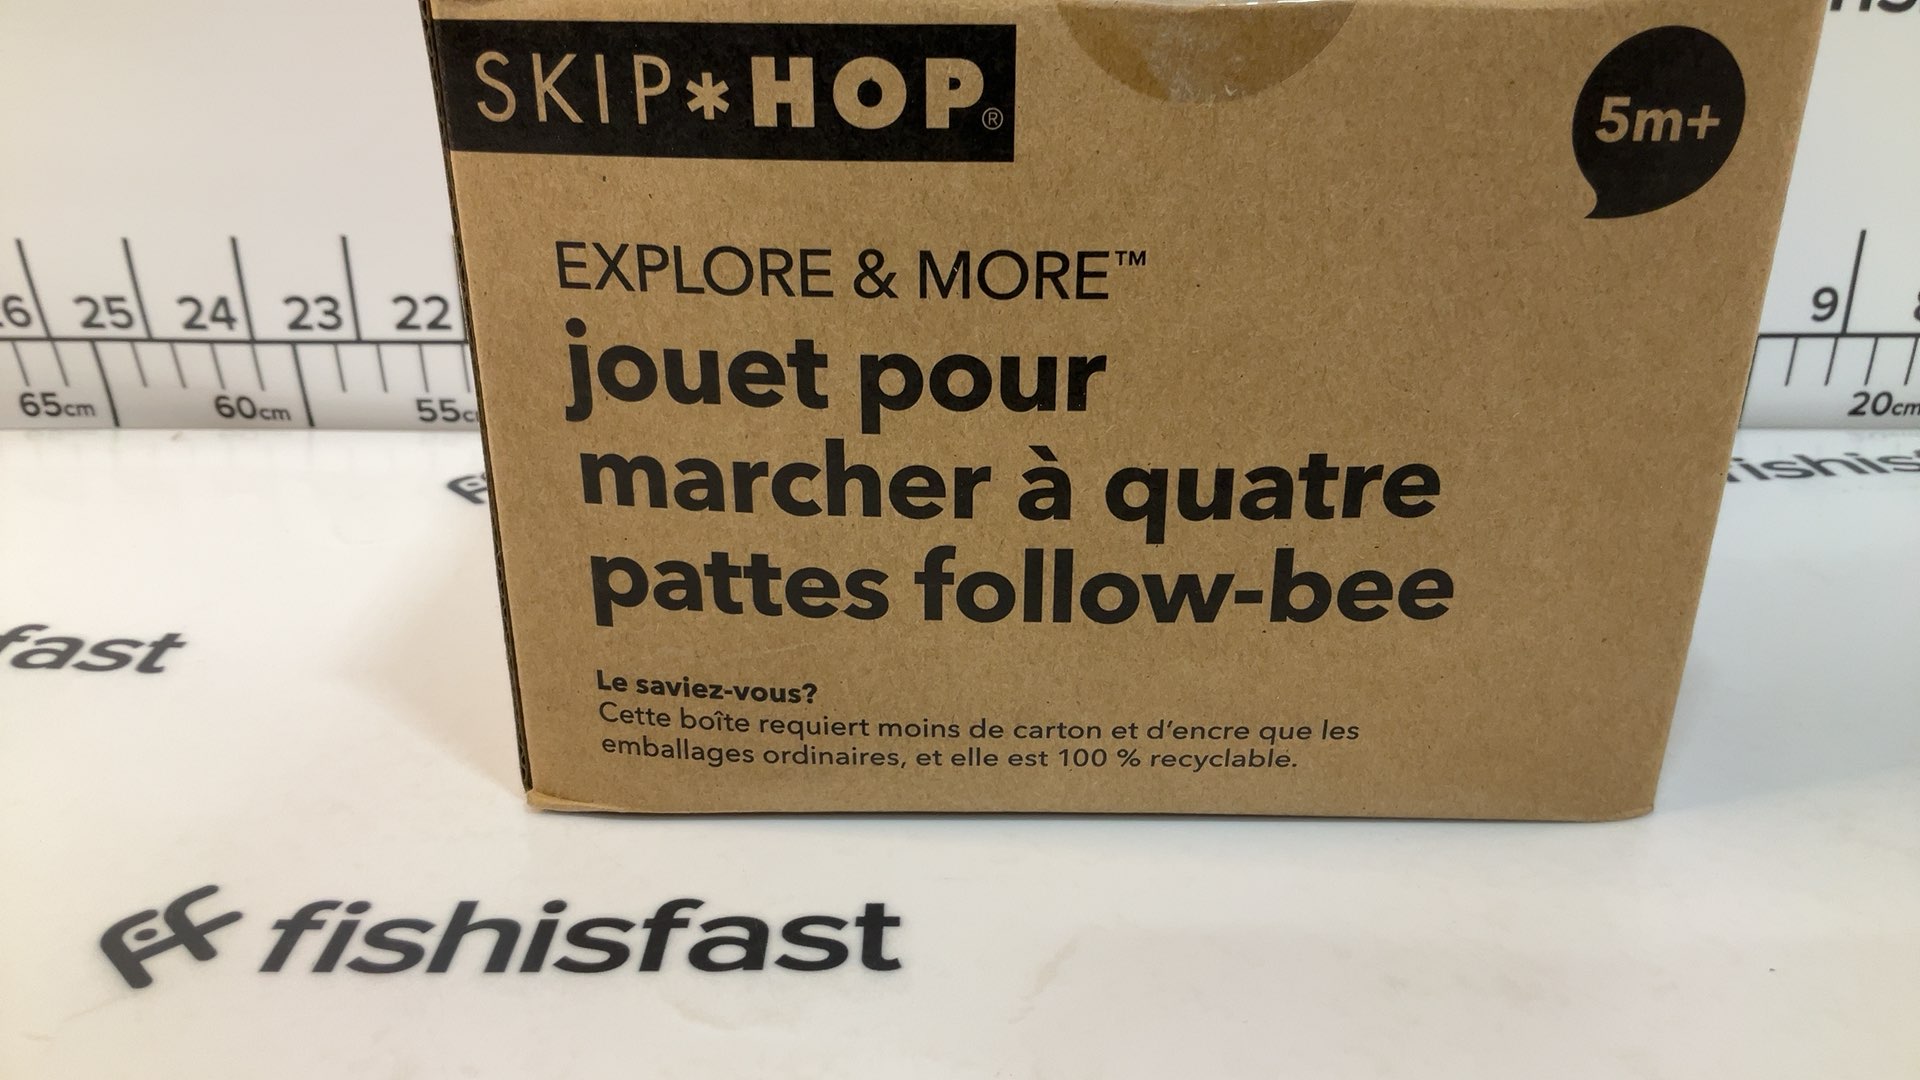 SKIP*HOP®
5m+
EXPLORE & MORE™
jouet pour
marcher à quatre
pattes follow-bee
Le saviez-vous?
Cette boîte requiert moins de carton et d'encre que les
emballages ordinaires, et elle est 100 % recyclable.
25 24 23 22
9
65cm 60cm
20cm
fast
fishisfast